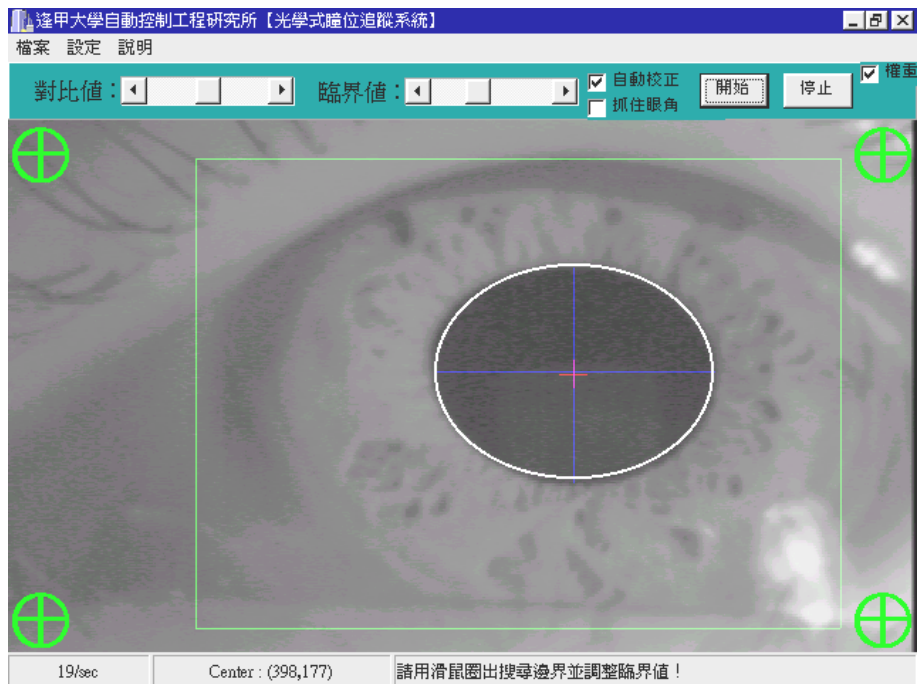 逢甲大學自動控制工程研究所【光學式瞳位追蹤系統】
檔案 設定 說明
對比值： 臨界值： 自動校正 開始 停止 權重
抓住眼角
19/sec Center : (398,177) 請用滑鼠圈出搜尋邊界並調整臨界值！